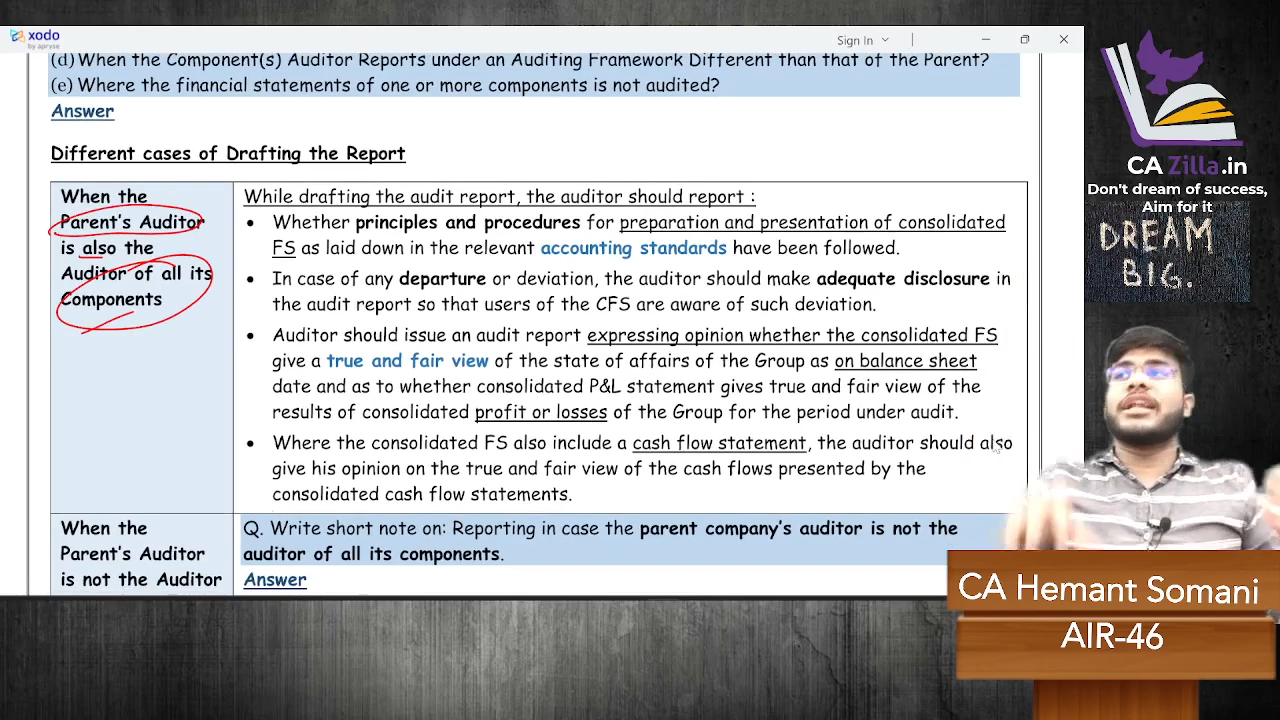 xodo
by apryse
Sign In
(d) When the Component(s) Auditor Reports under an Auditing Framework Different than that of the Parent?
(e) Where the financial statements of one or more components is not audited?
Answer
Different cases of Drafting the Report
When the
Parent's Auditor
is also the
Auditor of all its
Components
While drafting the audit report, the auditor should report :
• Whether principles and procedures for preparation and presentation of consolidated
FS as laid down in the relevant accounting standards have been followed.
• In case of any departure or deviation, the auditor should make adequate disclosure in
the audit report so that users of the CFS are aware of such deviation.
• Auditor should issue an audit report expressing opinion whether the consolidated FS
give a true and fair view of the state of affairs of the Group as on balance sheet
date and as to whether consolidated P&L statement gives true and fair view of the
results of consolidated profit or losses of the Group for the period under audit.
• Where the consolidated FS also include a cash flow statement, the auditor should also
give his opinion on the true and fair view of the cash flows presented by the
consolidated cash flow statements.
When the
Parent's Auditor
is not the Auditor
Q. Write short note on: Reporting in case the parent company's auditor is not the
auditor of all its components.
Answer
CA Zilla.in
Don't dream of success,
Aim for it
DREAM
BIG.
CA Hemant Somani
AIR-46